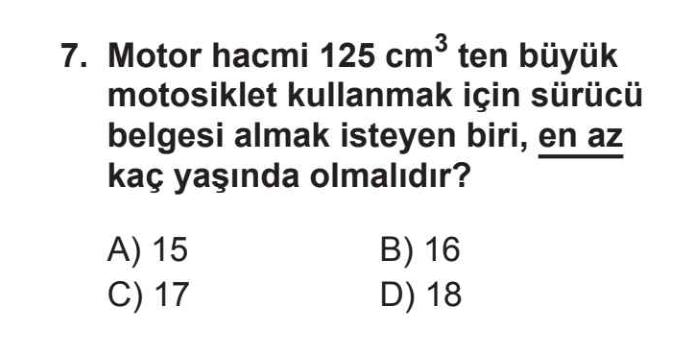 7. Motor hacmi 125 cm³ ten büyük
motosiklet kullanmak için sürücü
belgesi almak isteyen biri, en az
kaç yaşında olmalıdır?
A) 15 B) 16
C) 17 D) 18